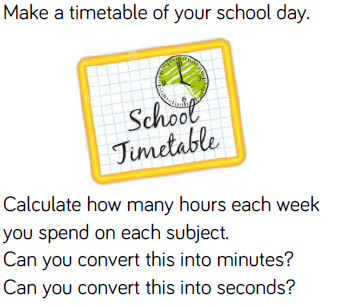 Make a timetable of your school day.
School
Timetable
Calculate how many hours each week
you spend on each subject.
Can you convert this into minutes?
Can you convert this into seconds?